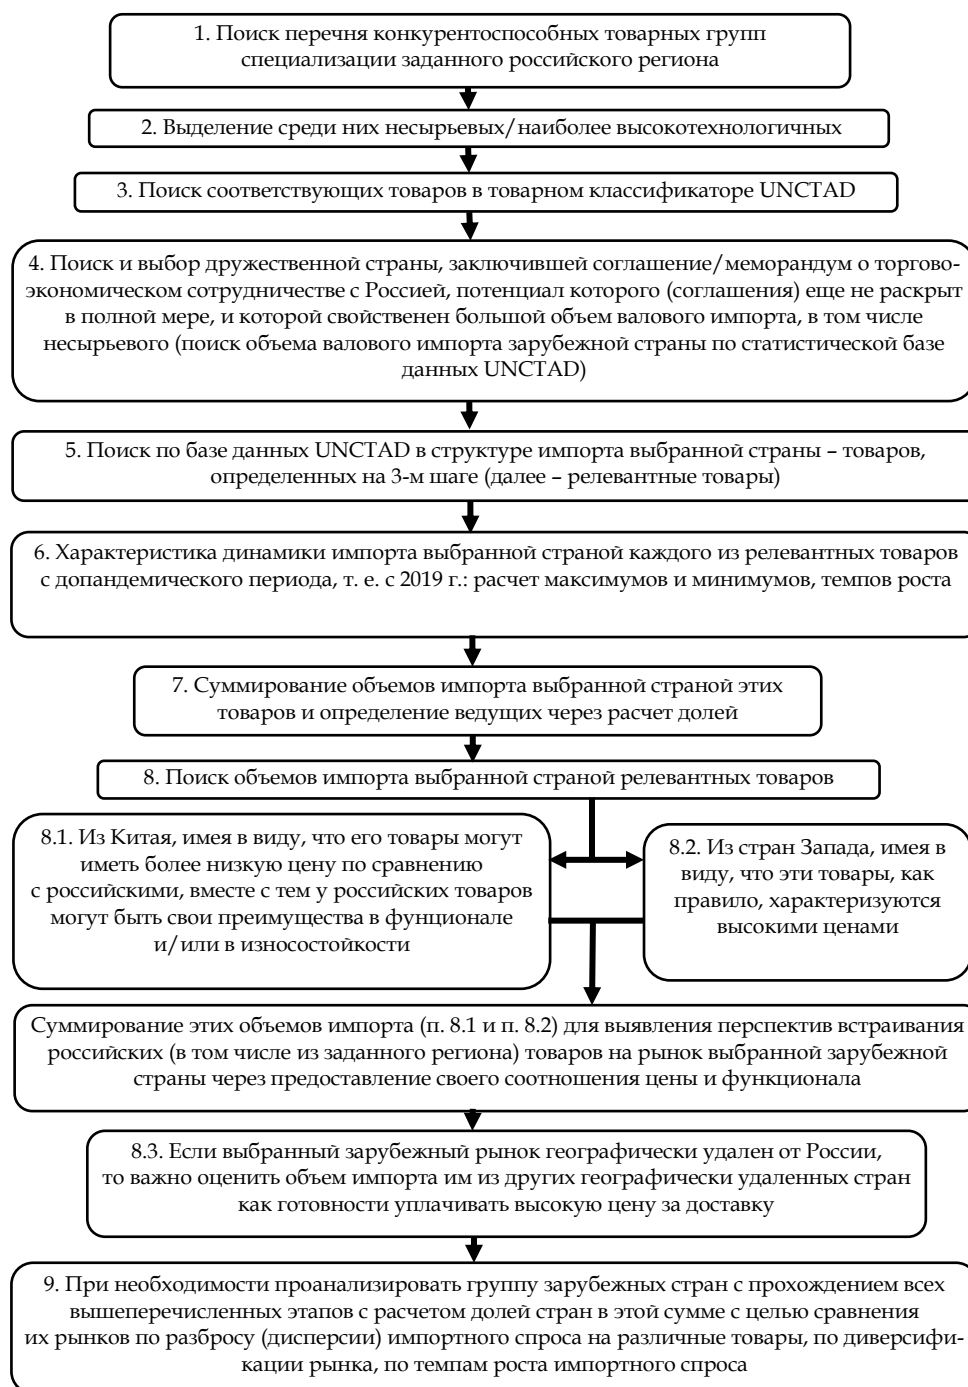 1. Поиск перечня конкурентоспособных товарных групп
специализации заданного российского региона
2. Выделение среди них несырьевых/наиболее высокотехнологичных
3. Поиск соответствующих товаров в товарном классификаторе UNCTAD
4. Поиск и выбор дружественной страны, заключившей соглашение/меморандум о торгово-
экономическом сотрудничестве с Россией, потенциал которого (соглашения) еще не раскрыт
в полной мере, и которой свойственен большой объем валового импорта, в том числе
несырьевого (поиск объема валового импорта зарубежной страны по статистической базе
данных UNCTAD)
5. Поиск по базе данных UNCTAD в структуре импорта выбранной страны – товаров,
определенных на 3-м шаге (далее – релевантные товары)
6. Характеристика динамики импорта выбранной страной каждого из релевантных товаров
с допандемического периода, т. е. с 2019 г.: расчет максимумов и минимумов, темпов роста
7. Суммирование объемов импорта выбранной страной этих
товаров и определение ведущих через расчет долей
8. Поиск объемов импорта выбранной страной релевантных товаров
8.1. Из Китая, имея в виду, что его товары могут
иметь более низкую цену по сравнению
с российскими, вместе с тем у российских товаров
могут быть свои преимущества в фунционале
и/или в износостойкости
8.2. Из стран Запада, имея в
виду, что эти товары, как
правило, характеризуются
высокими ценами
Суммирование этих объемов импорта (п. 8.1 и п. 8.2) для выявления перспектив встраивания
российских (в том числе из заданного региона) товаров на рынок выбранной зарубежной
страны через предоставление своего соотношения цены и функционала
8.3. Если выбранный зарубежный рынок географически удален от России,
то важно оценить объем импорта им из других географически удаленных стран
как готовности уплачивать высокую цену за доставку
9. При необходимости проанализировать группу зарубежных стран с прохождением всех
вышеперечисленных этапов с расчетом долей стран в этой сумме с целью сравнения
их рынков по разбросу (дисперсии) импортного спроса на различные товары, по диверсифи-
кации рынка, по темпам роста импортного спроса